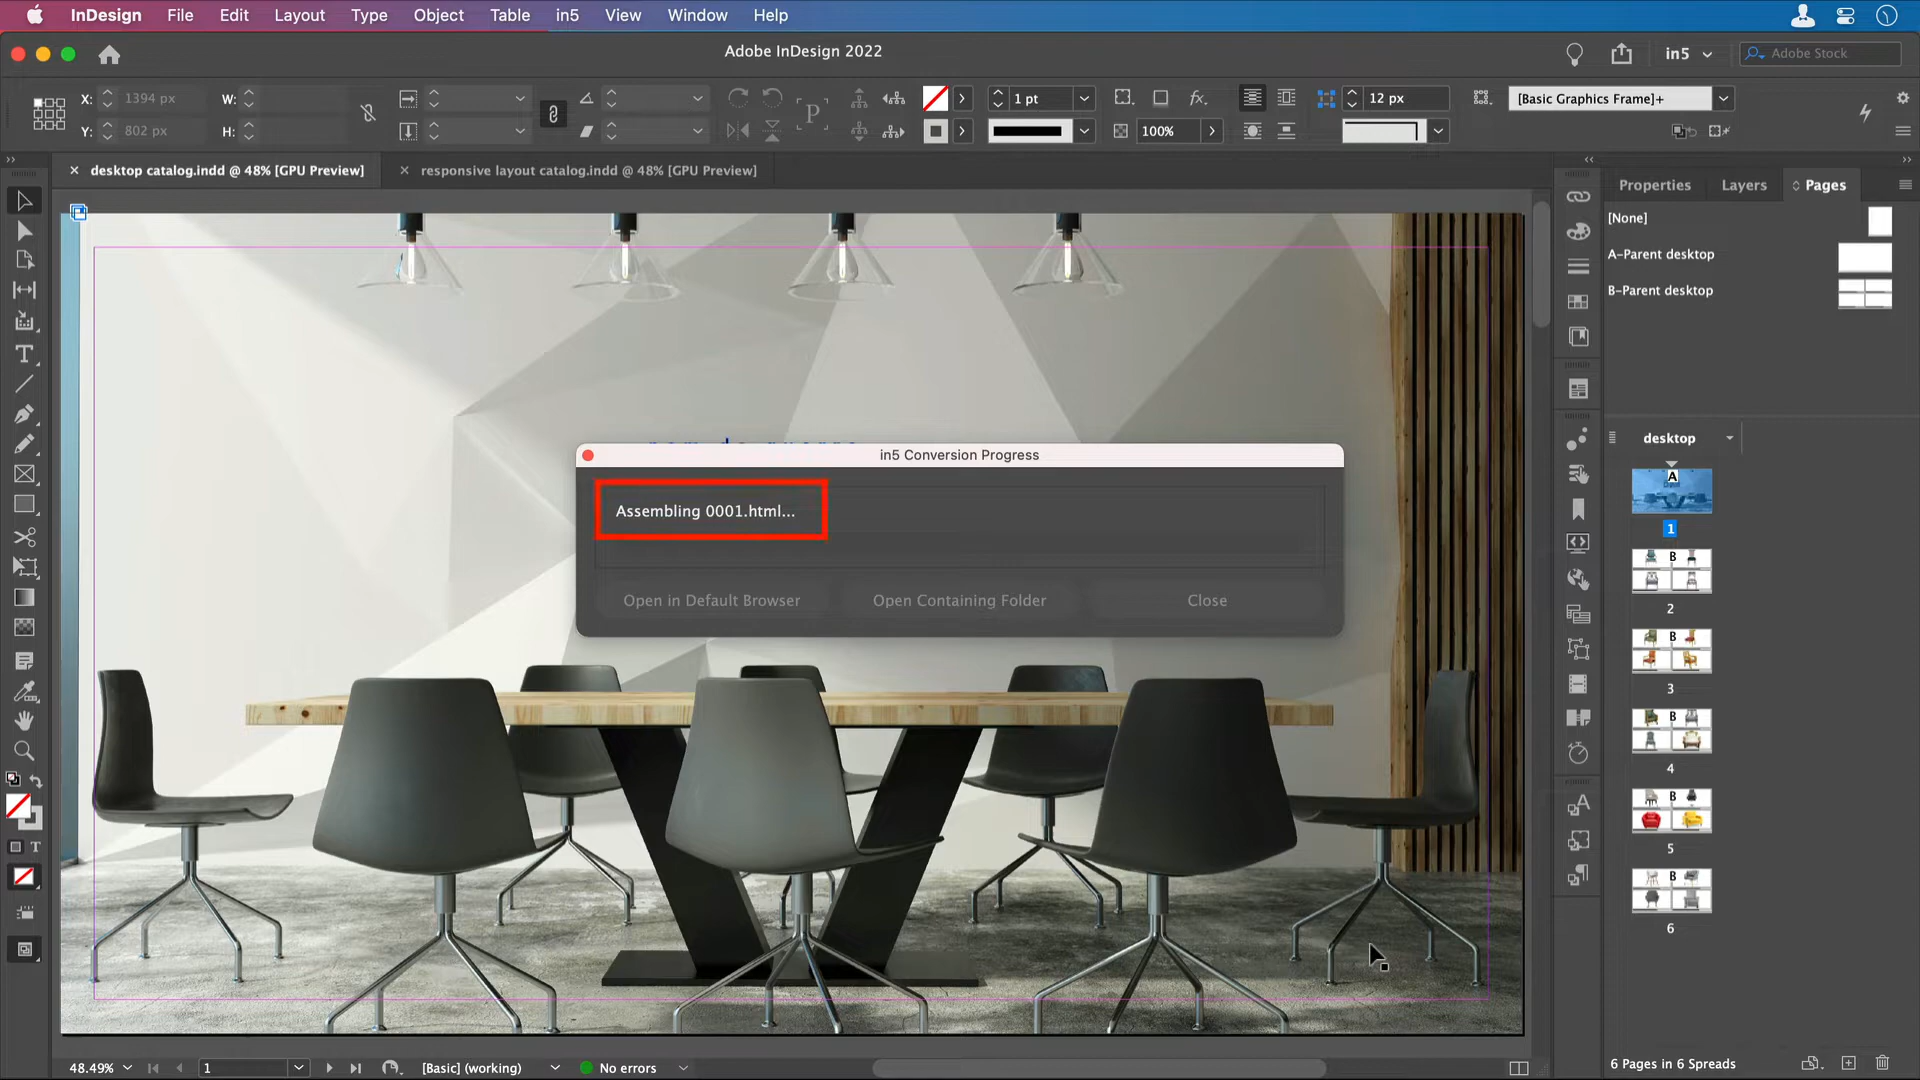 InDesign File Edit Layout Type Object Table in5 View Window Help
Adobe InDesign 2022
in5
Adobe Stock
X: 1394 px W: 1 pt fx. 12 px [Basic Graphics Frame]+
Y: 802 px H: 100%
P
desktop catalog.indd @ 48% [GPU Preview]
responsive layout catalog.indd @ 48% [GPU Preview]
Properties Layers Pages
[None]
A-Parent desktop
B-Parent desktop
in5 Conversion Progress
Assembling 0001.html...
Open in Default Browser Open Containing Folder Close
desktop
A
1
B
2
B
3
B
4
B
5
B
6
48.49% 1 [Basic] (working) No errors
6 Pages in 6 Spreads